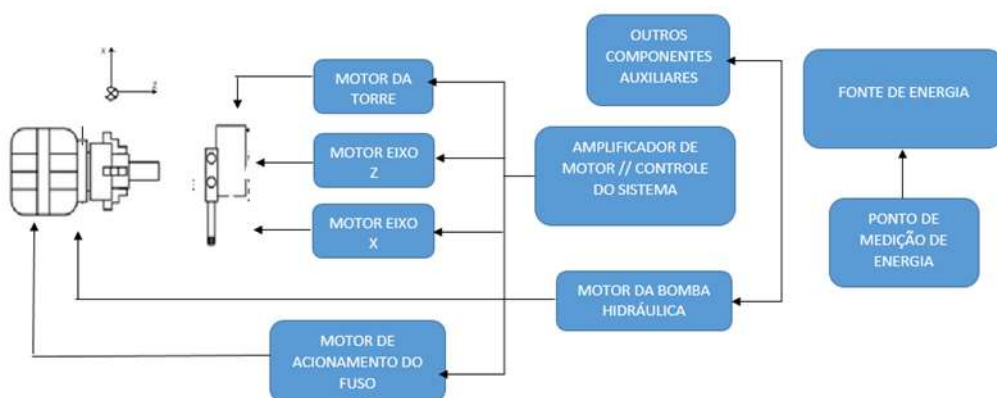 X
Z
MOTOR DA
TORRE
MOTOR EIXO
Z
MOTOR EIXO
X
MOTOR DE
ACIONAMENTO DO
FUSO
OUTROS
COMPONENTES
AUXILIARES
AMPLIFICADOR DE
MOTOR // CONTROLE
DO SISTEMA
MOTOR DA BOMBA
HIDRÁULICA
FONTE DE ENERGIA
PONTO DE
MEDIÇÃO DE
ENERGIA